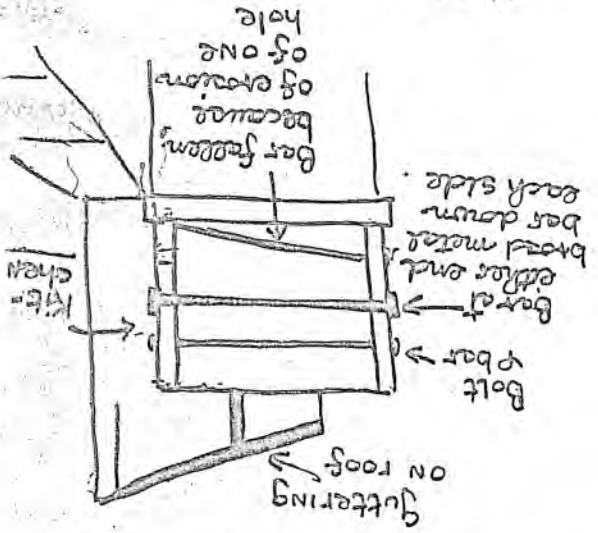 guttering
on roof
Bolt
& bar
Bar at
either end
broad metal
bar down
each side.
Kit-
chen
Bar fallen
because
of erosion
of one
hole